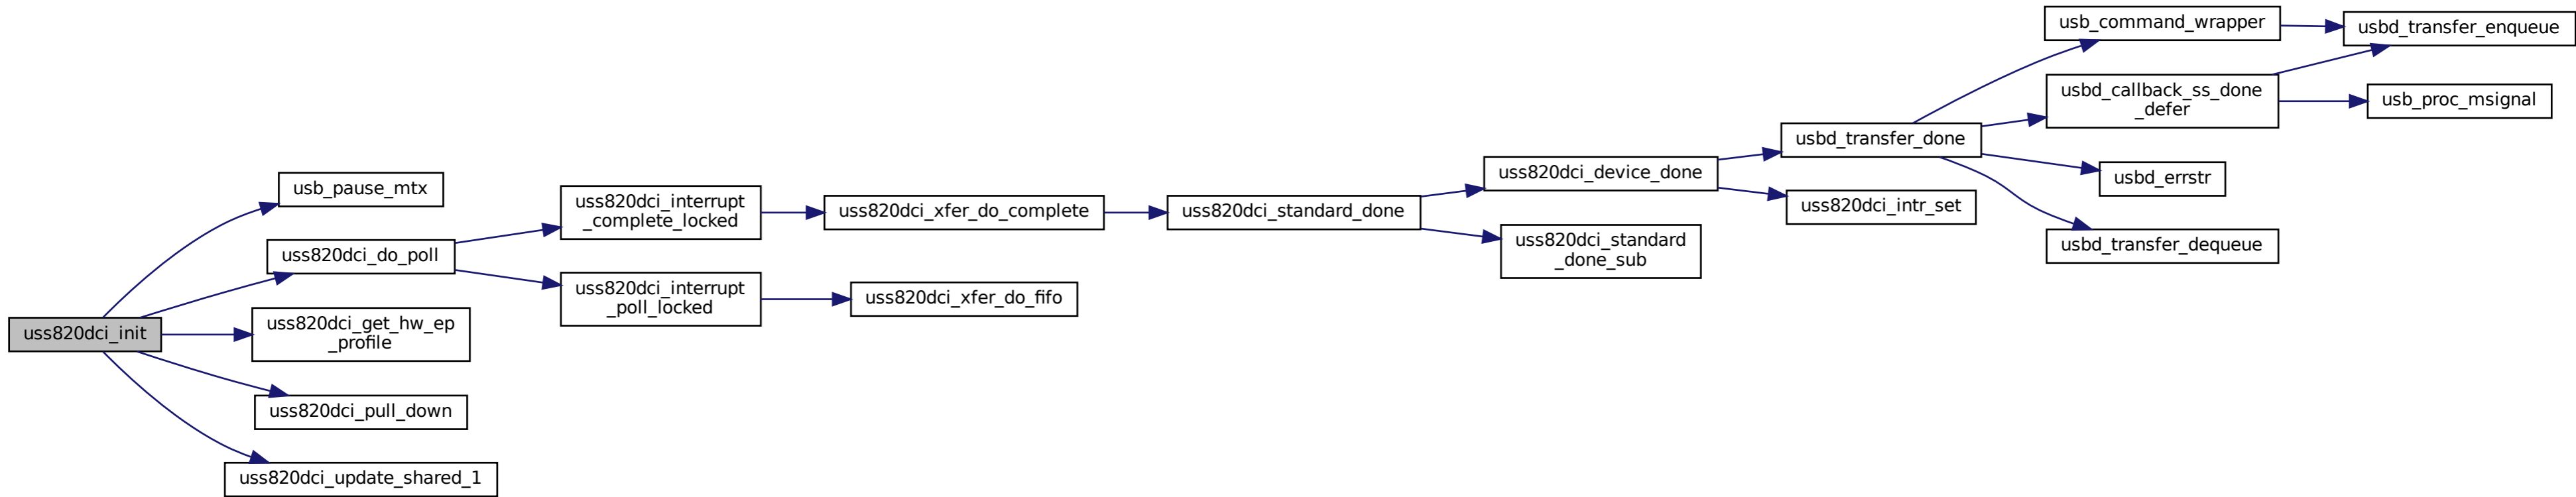 uss820dci_init
usb_pause_mtx
uss820dci_do_poll
uss820dci_get_hw_ep
_profile
uss820dci_pull_down
uss820dci_update_shared_1
uss820dci_interrupt
_complete_locked
uss820dci_interrupt
_poll_locked
uss820dci_xfer_do_complete
uss820dci_xfer_do_fifo
uss820dci_standard_done
uss820dci_device_done
uss820dci_standard
_done_sub
usbd_transfer_done
uss820dci_intr_set
usb_command_wrapper
usbd_callback_ss_done
_defer
usbd_errstr
usbd_transfer_dequeue
usbd_transfer_enqueue
usb_proc_msignal